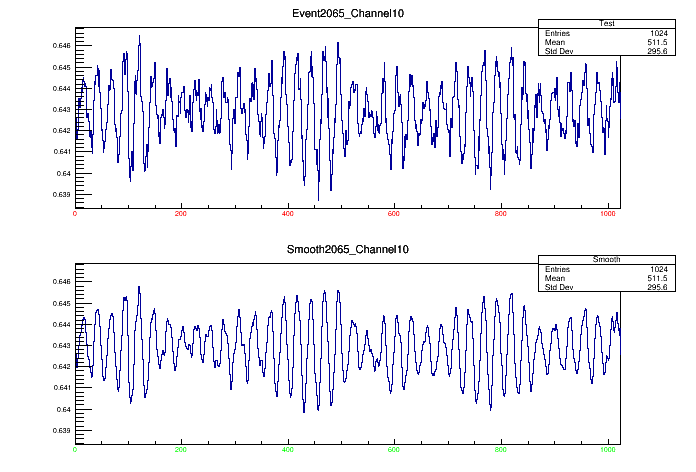 Event2065_Channel10
Test
Entries 1024
Mean 511.5
Std Dev 295.6
0.646
0.645
0.644
0.643
0.642
0.641
0.64
0.639
0 200 400 600 800 1000
Smooth2065_Channel10
Smooth
Entries 1024
Mean 511.5
Std Dev 295.6
0.646
0.645
0.644
0.643
0.642
0.641
0.64
0.639
0 200 400 600 800 1000